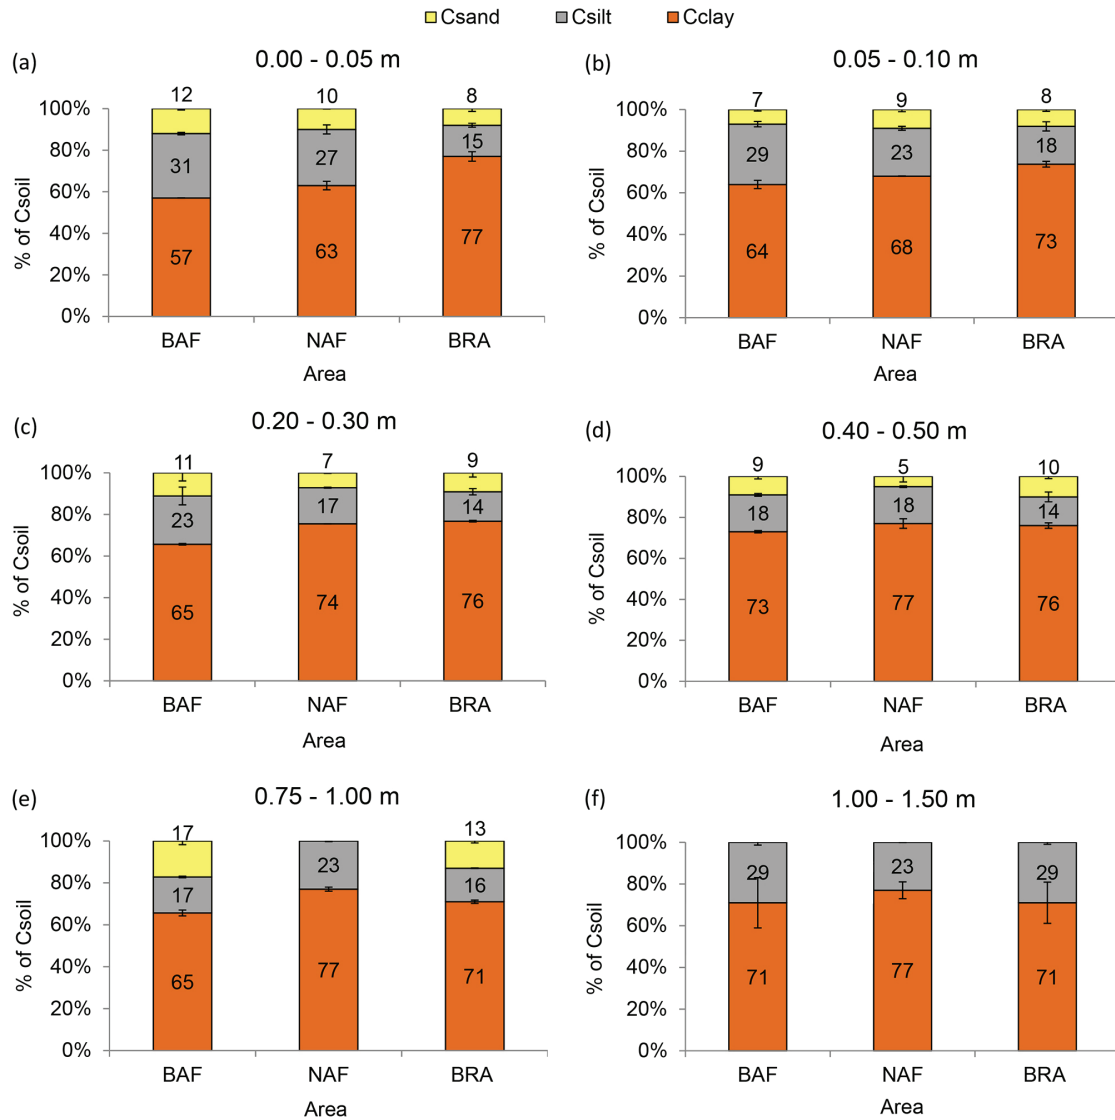 Csand Csilt Cclay
(a) 0.00 - 0.05 m
% of Csoil
100%
80%
60%
40%
20%
0%
12 10 8
31 27 15
57 63 77
BAF NAF BRA
Area
(b) 0.05 - 0.10 m
% of Csoil
100%
80%
60%
40%
20%
0%
7 9 8
29 23 18
64 68 73
BAF NAF BRA
Area
(c) 0.20 - 0.30 m
% of Csoil
100%
80%
60%
40%
20%
0%
11 7 9
23 17 14
65 74 76
BAF NAF BRA
Area
(d) 0.40 - 0.50 m
% of Csoil
100%
80%
60%
40%
20%
0%
9 5 10
18 18 14
73 77 76
BAF NAF BRA
Area
(e) 0.75 - 1.00 m
% of Csoil
100%
80%
60%
40%
20%
0%
17 13
17 23 16
65 77 71
BAF NAF BRA
Area
(f) 1.00 - 1.50 m
% of Csoil
100%
80%
60%
40%
20%
0%
29 23 29
71 77 71
BAF NAF BRA
Area